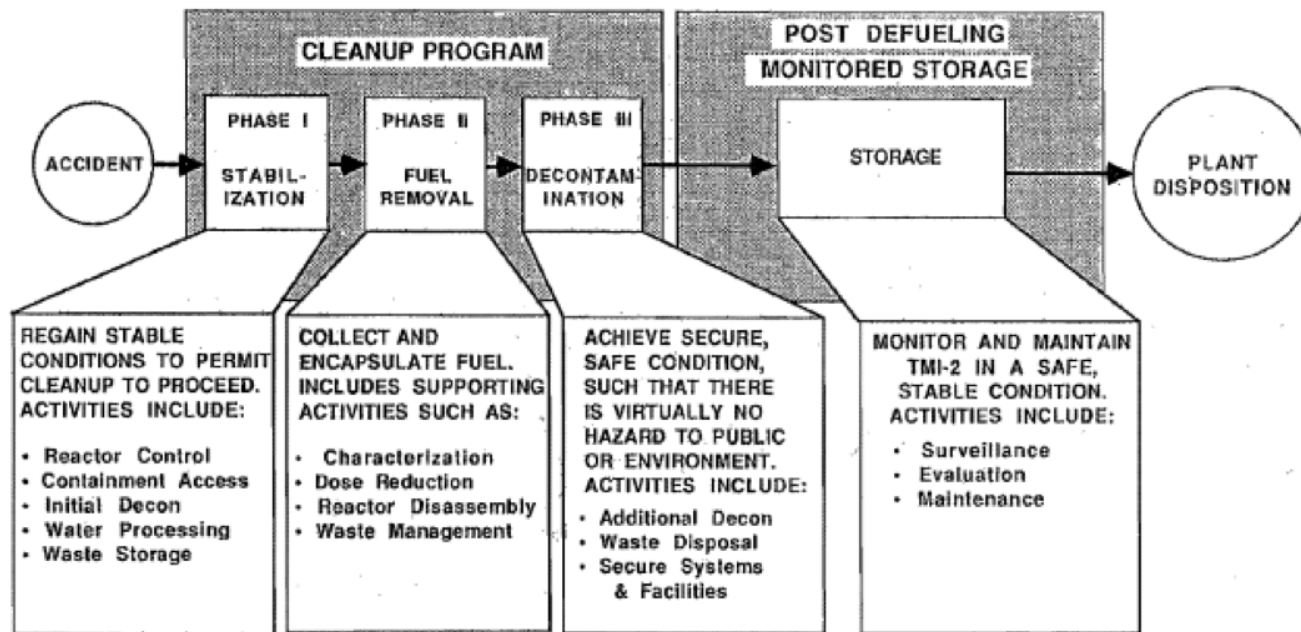 CLEANUP PROGRAM
POST DEFUELING
MONITORED STORAGE
ACCIDENT
PHASE I
STABIL-
IZATION
PHASE II
FUEL
REMOVAL
PHASE III
DECONTAM-
INATION
STORAGE
PLANT
DISPOSITION
REGAIN STABLE
CONDITIONS TO PERMIT
CLEANUP TO PROCEED.
ACTIVITIES INCLUDE:
• Reactor Control
• Containment Access
• Initial Decon
• Water Processing
• Waste Storage
COLLECT AND
ENCAPSULATE FUEL.
INCLUDES SUPPORTING
ACTIVITIES SUCH AS:
• Characterization
• Dose Reduction
• Reactor Disassembly
• Waste Management
ACHIEVE SECURE,
SAFE CONDITION,
SUCH THAT THERE
IS VIRTUALLY NO
HAZARD TO PUBLIC
OR ENVIRONMENT.
ACTIVITIES INCLUDE:
• Additional Decon
• Waste Disposal
• Secure Systems
& Facilities
MONITOR AND MAINTAIN
TMI-2 IN A SAFE,
STABLE CONDITION.
ACTIVITIES INCLUDE:
• Surveillance
• Evaluation
• Maintenance